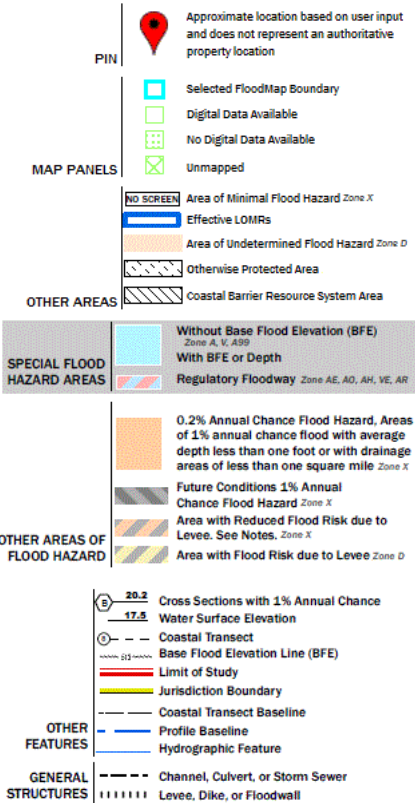 Approximate location based on user input
and does not represent an authoritative
property location
PIN
Selected FloodMap Boundary
Digital Data Available
No Digital Data Available
Unmapped
MAP PANELS
NO SCREEN Area of Minimal Flood Hazard Zone X
Effective LOMRs
Area of Undetermined Flood Hazard Zone D
Otherwise Protected Area
Coastal Barrier Resource System Area
OTHER AREAS
Without Base Flood Elevation (BFE)
Zone A, V, A99
With BFE or Depth
Regulatory Floodway Zone AE, AO, AH, VE, AR
SPECIAL FLOOD
HAZARD AREAS
0.2% Annual Chance Flood Hazard, Areas
of 1% annual chance flood with average
depth less than one foot or with drainage
areas of less than one square mile Zone X
Future Conditions 1% Annual
Chance Flood Hazard Zone X
Area with Reduced Flood Risk due to
Levee. See Notes. Zone X
Area with Flood Risk due to Levee Zone D
OTHER AREAS OF
FLOOD HAZARD
B 20.2 Cross Sections with 1% Annual Chance
17.5 Water Surface Elevation
8 Coastal Transect
513 Base Flood Elevation Line (BFE)
Limit of Study
Jurisdiction Boundary
Coastal Transect Baseline
Profile Baseline
Hydrographic Feature
OTHER
FEATURES
Channel, Culvert, or Storm Sewer
Levee, Dike, or Floodwall
GENERAL
STRUCTURES